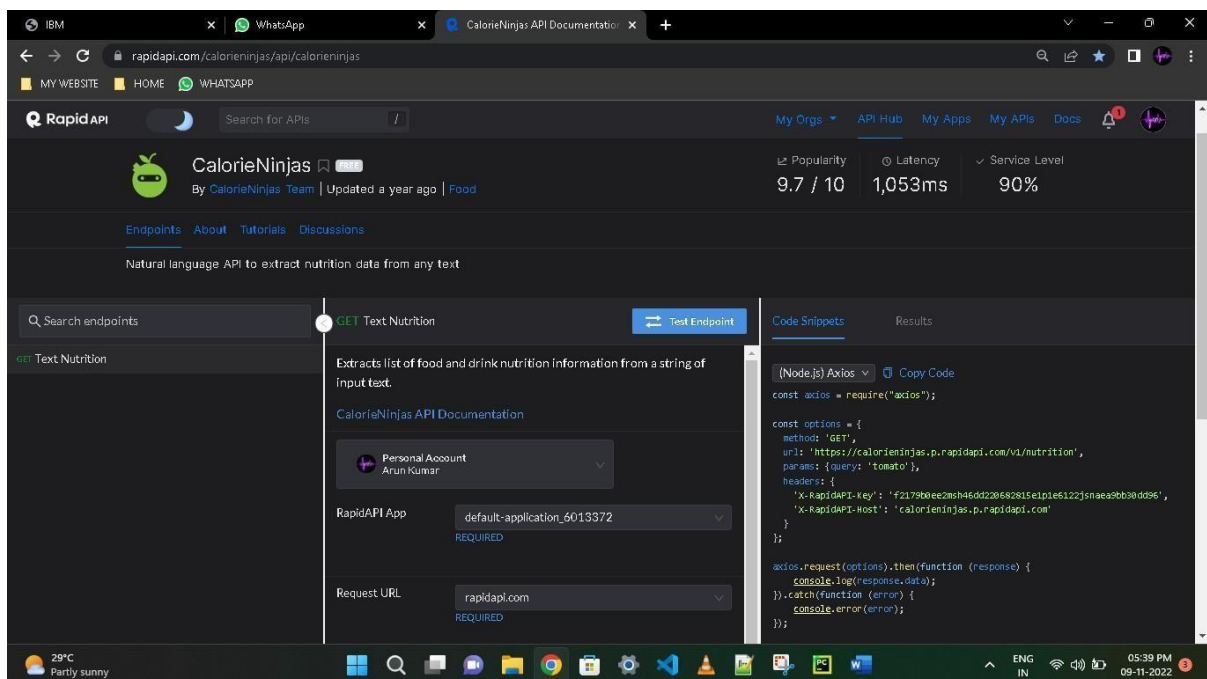 IBM
WhatsApp
CalorieNinjas API Documentation
rapidapi.com/calorieninjas/api/calorieninjas
MY WEBSITE HOME WHATSAPP
Rapid API
Search for APIs /
My Orgs API Hub My Apps My APIs Docs 1
CalorieNinjas FREE
By CalorieNinjas Team | Updated a year ago | Food
Popularity Latency Service Level
9.7 / 10 1,053ms 90%
Endpoints About Tutorials Discussions
Natural language API to extract nutrition data from any text
Search endpoints
GET Text Nutrition
GET Text Nutrition
Test Endpoint
Extracts list of food and drink nutrition information from a string of
input text.
CalorieNinjas API Documentation
Personal Account
Arun Kumar
RapidAPI App
default-application_6013372
REQUIRED
Request URL
rapidapi.com
REQUIRED
Code Snippets Results
(Node.js) Axios Copy Code
const axios = require("axios");
const options = {
method: 'GET',
url: 'https://calorieninjas.p.rapidapi.com/v1/nutrition',
params: {query: 'tomato'},
headers: {
'X-RapidAPI-Key':
'X-RapidAPI-Host': 'calorieninjas.p.rapidapi.com'
}
};
axios.request(options).then(function (response) {
console.log(response.data);
}).catch(function (error) {
console.error(error);
});
29°C
Partly sunny
ENG
IN
05:39 PM
09-11-2022
3